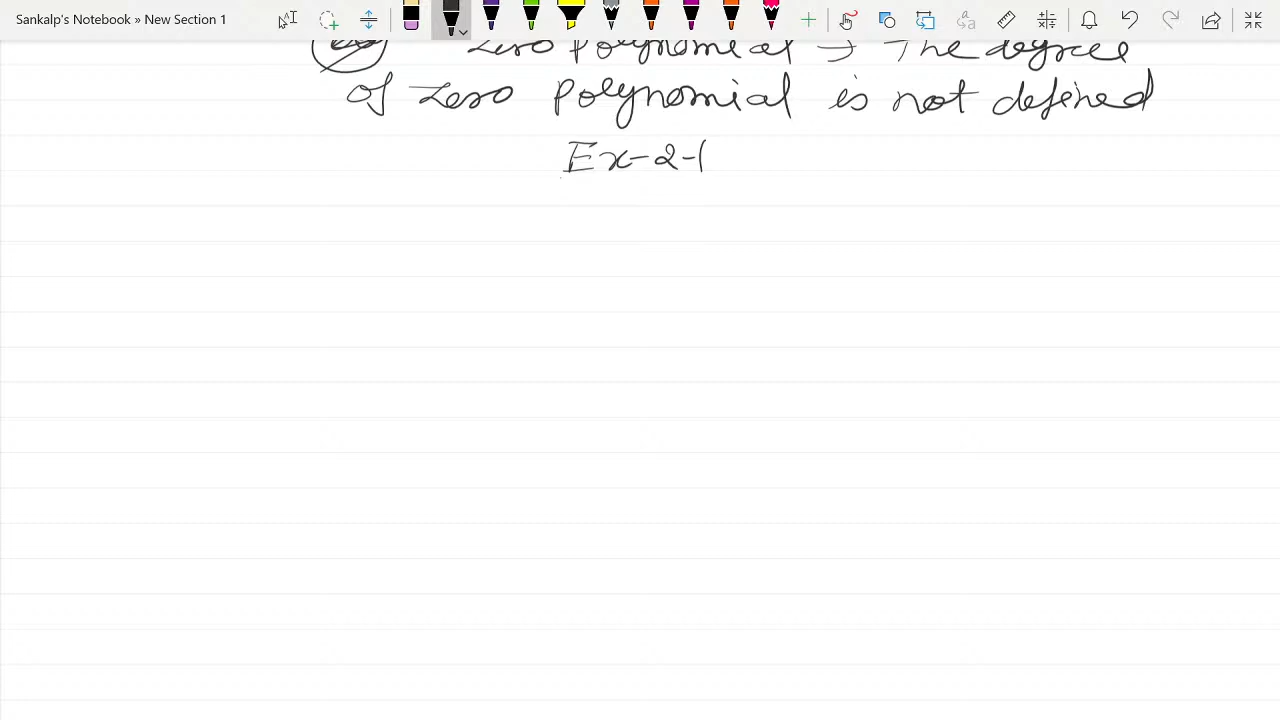 Sankalp's Notebook » New Section 1
Zero Polynomial → The degree
of zero Polynomial is not defined
Ex-2-1